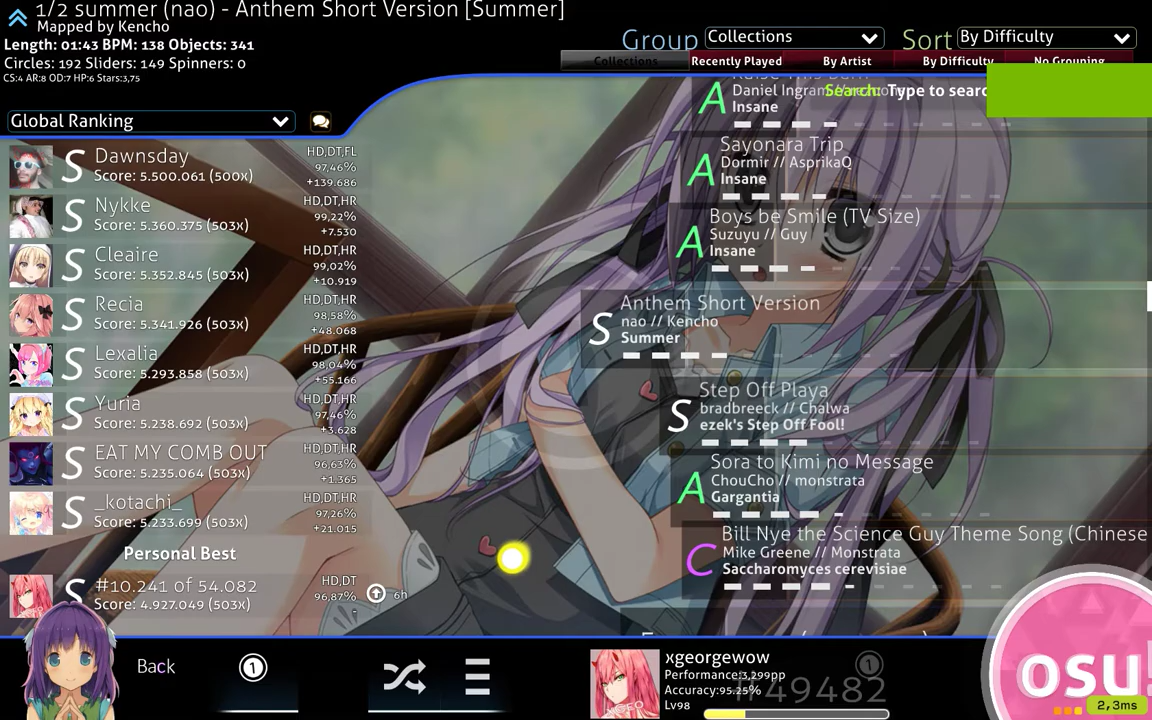 1/2 summer (nao) - Anthem Short Version [Summer]
Mapped by Kencho
Length: 01:43 BPM: 138 Objects: 341
Circles: 192 Sliders: 149 Spinners: 0
CS:4 AR:8 OD:7 HP:6 Stars:3,75
Group Collections
Sort By Difficulty
Collections
Recently Played
By Artist
By Difficulty
No Grouping
Search: Type to searc
Global Ranking
S Dawnsday
Score: 5.500.061 (500x)
HD,DT,FL
97,46%
+139.686
S Nykke
Score: 5.360.375 (503x)
HD,DT,HR
99,22%
+7.530
S Cleaire
Score: 5.352.845 (503x)
HD,DT,HR
99,02%
+10.919
S Recia
Score: 5.341.926 (503x)
HD,DT,HR
98,58%
+48.068
S Lexalia
Score: 5.293.858 (503x)
HD,DT,HR
98,04%
+55.166
S Yuria
Score: 5.238.692 (503x)
HD,DT,HR
97,46%
+3.628
S EAT MY COMB OUT
Score: 5.235.064 (503x)
HD,DT,HR
96,63%
+1.365
S _kotachi_
Score: 5.233.699 (503x)
HD,DT,HR
97,26%
+21.015
Personal Best
S #10.241 of 54.082
Score: 4.927.049 (503x)
HD,DT
96,87%
-
6h
A
Daniel Ingram
Insane
Sayonara Trip
A Dormir // AsprikaQ
Insane
Boys be Smile (TV Size)
A Suzuyu // Guy
Insane
Anthem Short Version
S nao // Kencho
Summer
Step Off Playa
S bradbreeck // Chalwa
ezek's Step Off Fool!
Sora to Kimi no Message
A ChouCho // monstrata
Gargantia
Bill Nye the Science Guy Theme Song (Chinese
C Mike Greene // Monstrata
Saccharomyces cerevisiae
Back
1
xgeorgewow
Performance:3,299pp
Accuracy:95.25%
Lv98
1
#49482
osu!
2,3ms